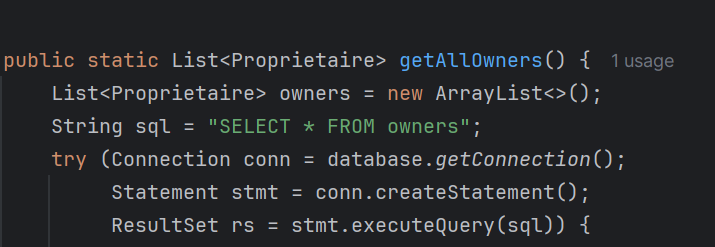 public static List<Proprietaire> getAllOwners() { 1 usage
List<Proprietaire> owners = new ArrayList<>();
String sql = "SELECT * FROM owners";
try (Connection conn = database.getConnection();
Statement stmt = conn.createStatement();
ResultSet rs = stmt.executeQuery(sql)) {